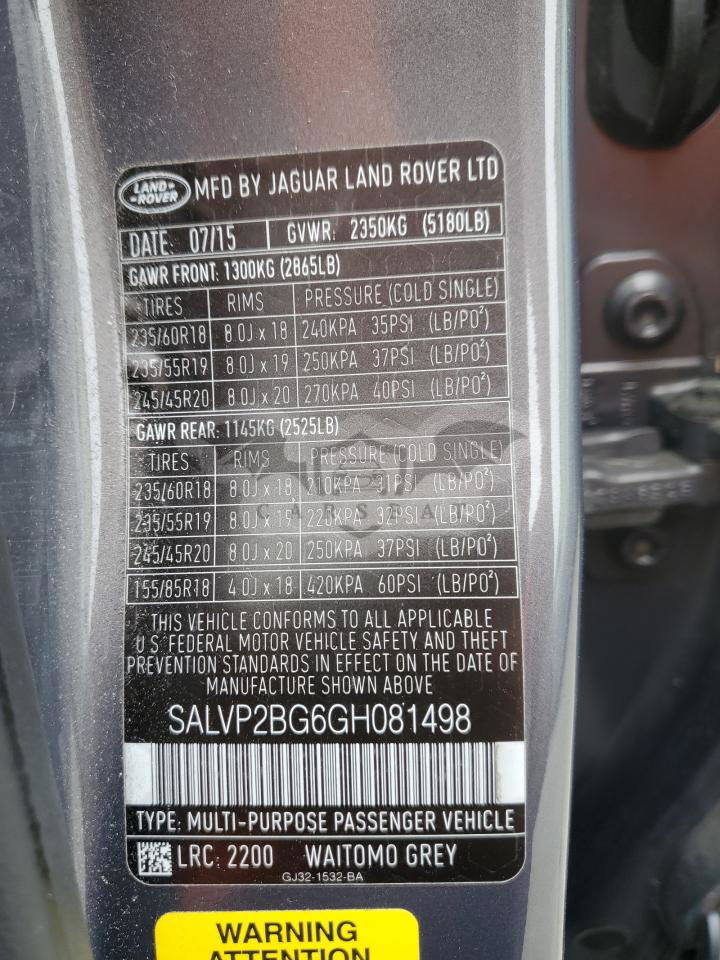 LAND-
-ROVER
MFD BY JAGUAR LAND ROVER LTD
DATE: 07/15 GVWR: 2350KG (5180LB)
GAWR FRONT: 1300KG (2865LB)
TIRES RIMS PRESSURE (COLD SINGLE)
235/60R18 8.0J x 18 240KPA 35PSI (LB/PO²)
235/55R19 8.0J x 19 250KPA 37PSI (LB/PO²)
245/45R20 8.0J x 20 270KPA 40PSI (LB/PO²)
GAWR REAR: 1145KG (2525LB)
TIRES RIMS PRESSURE (COLD SINGLE)
235/60R18 8.0J x 18 210KPA 31PSI (LB/PO²)
235/55R19 8.0J x 19 220KPA 32PSI (LB/PO²)
245/45R20 8.0J x 20 250KPA 37PSI (LB/PO²)
155/85R18 4.0J x 18 420KPA 60PSI (LB/PO²)
THIS VEHICLE CONFORMS TO ALL APPLICABLE
U.S. FEDERAL MOTOR VEHICLE SAFETY AND THEFT
PREVENTION STANDARDS IN EFFECT ON THE DATE OF
MANUFACTURE SHOWN ABOVE
SALVP2BG6GH081498
TYPE: MULTI-PURPOSE PASSENGER VEHICLE
LRC: 2200 WAITOMO GREY
GJ32-1532-BA
WARNING
ATTENTION